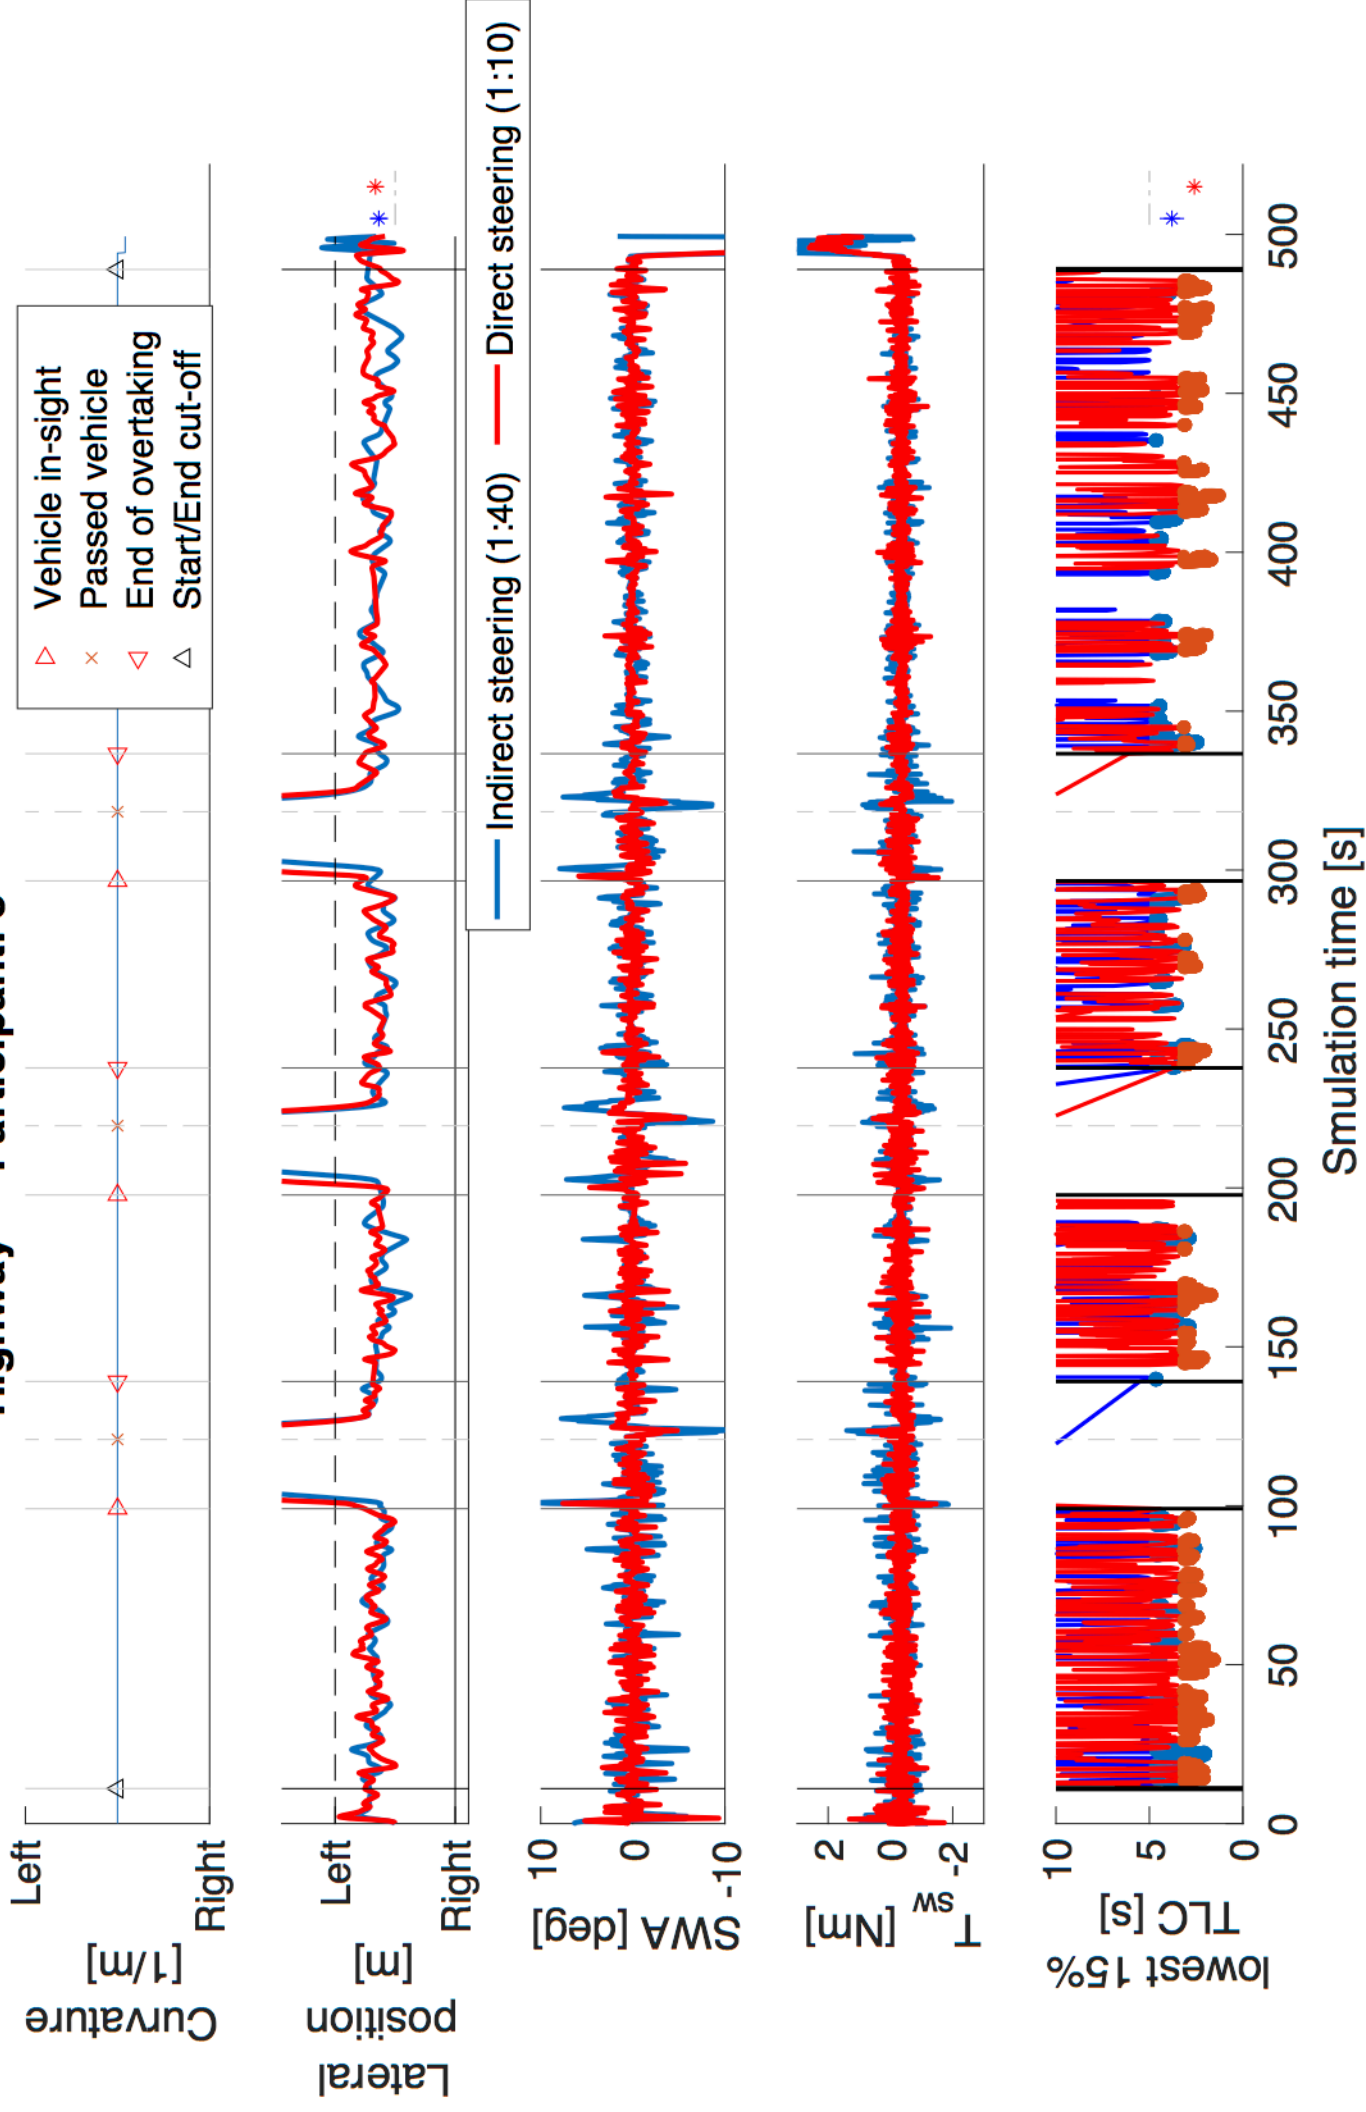 Left
Right
Curvature
[1/m]
Vehicle in-sight
Passed vehicle
End of overtaking
Start/End cut-off
Left
Right
Lateral
position
[m]
Indirect steering (1:40)
Direct steering (1:10)
10
0
-10
SWA [deg]
2
0
-2
T_sw [Nm]
10
5
0
lowest 15%
TLC [s]
0
50
100
150
200
250
300
350
400
450
500
Smulation time [s]